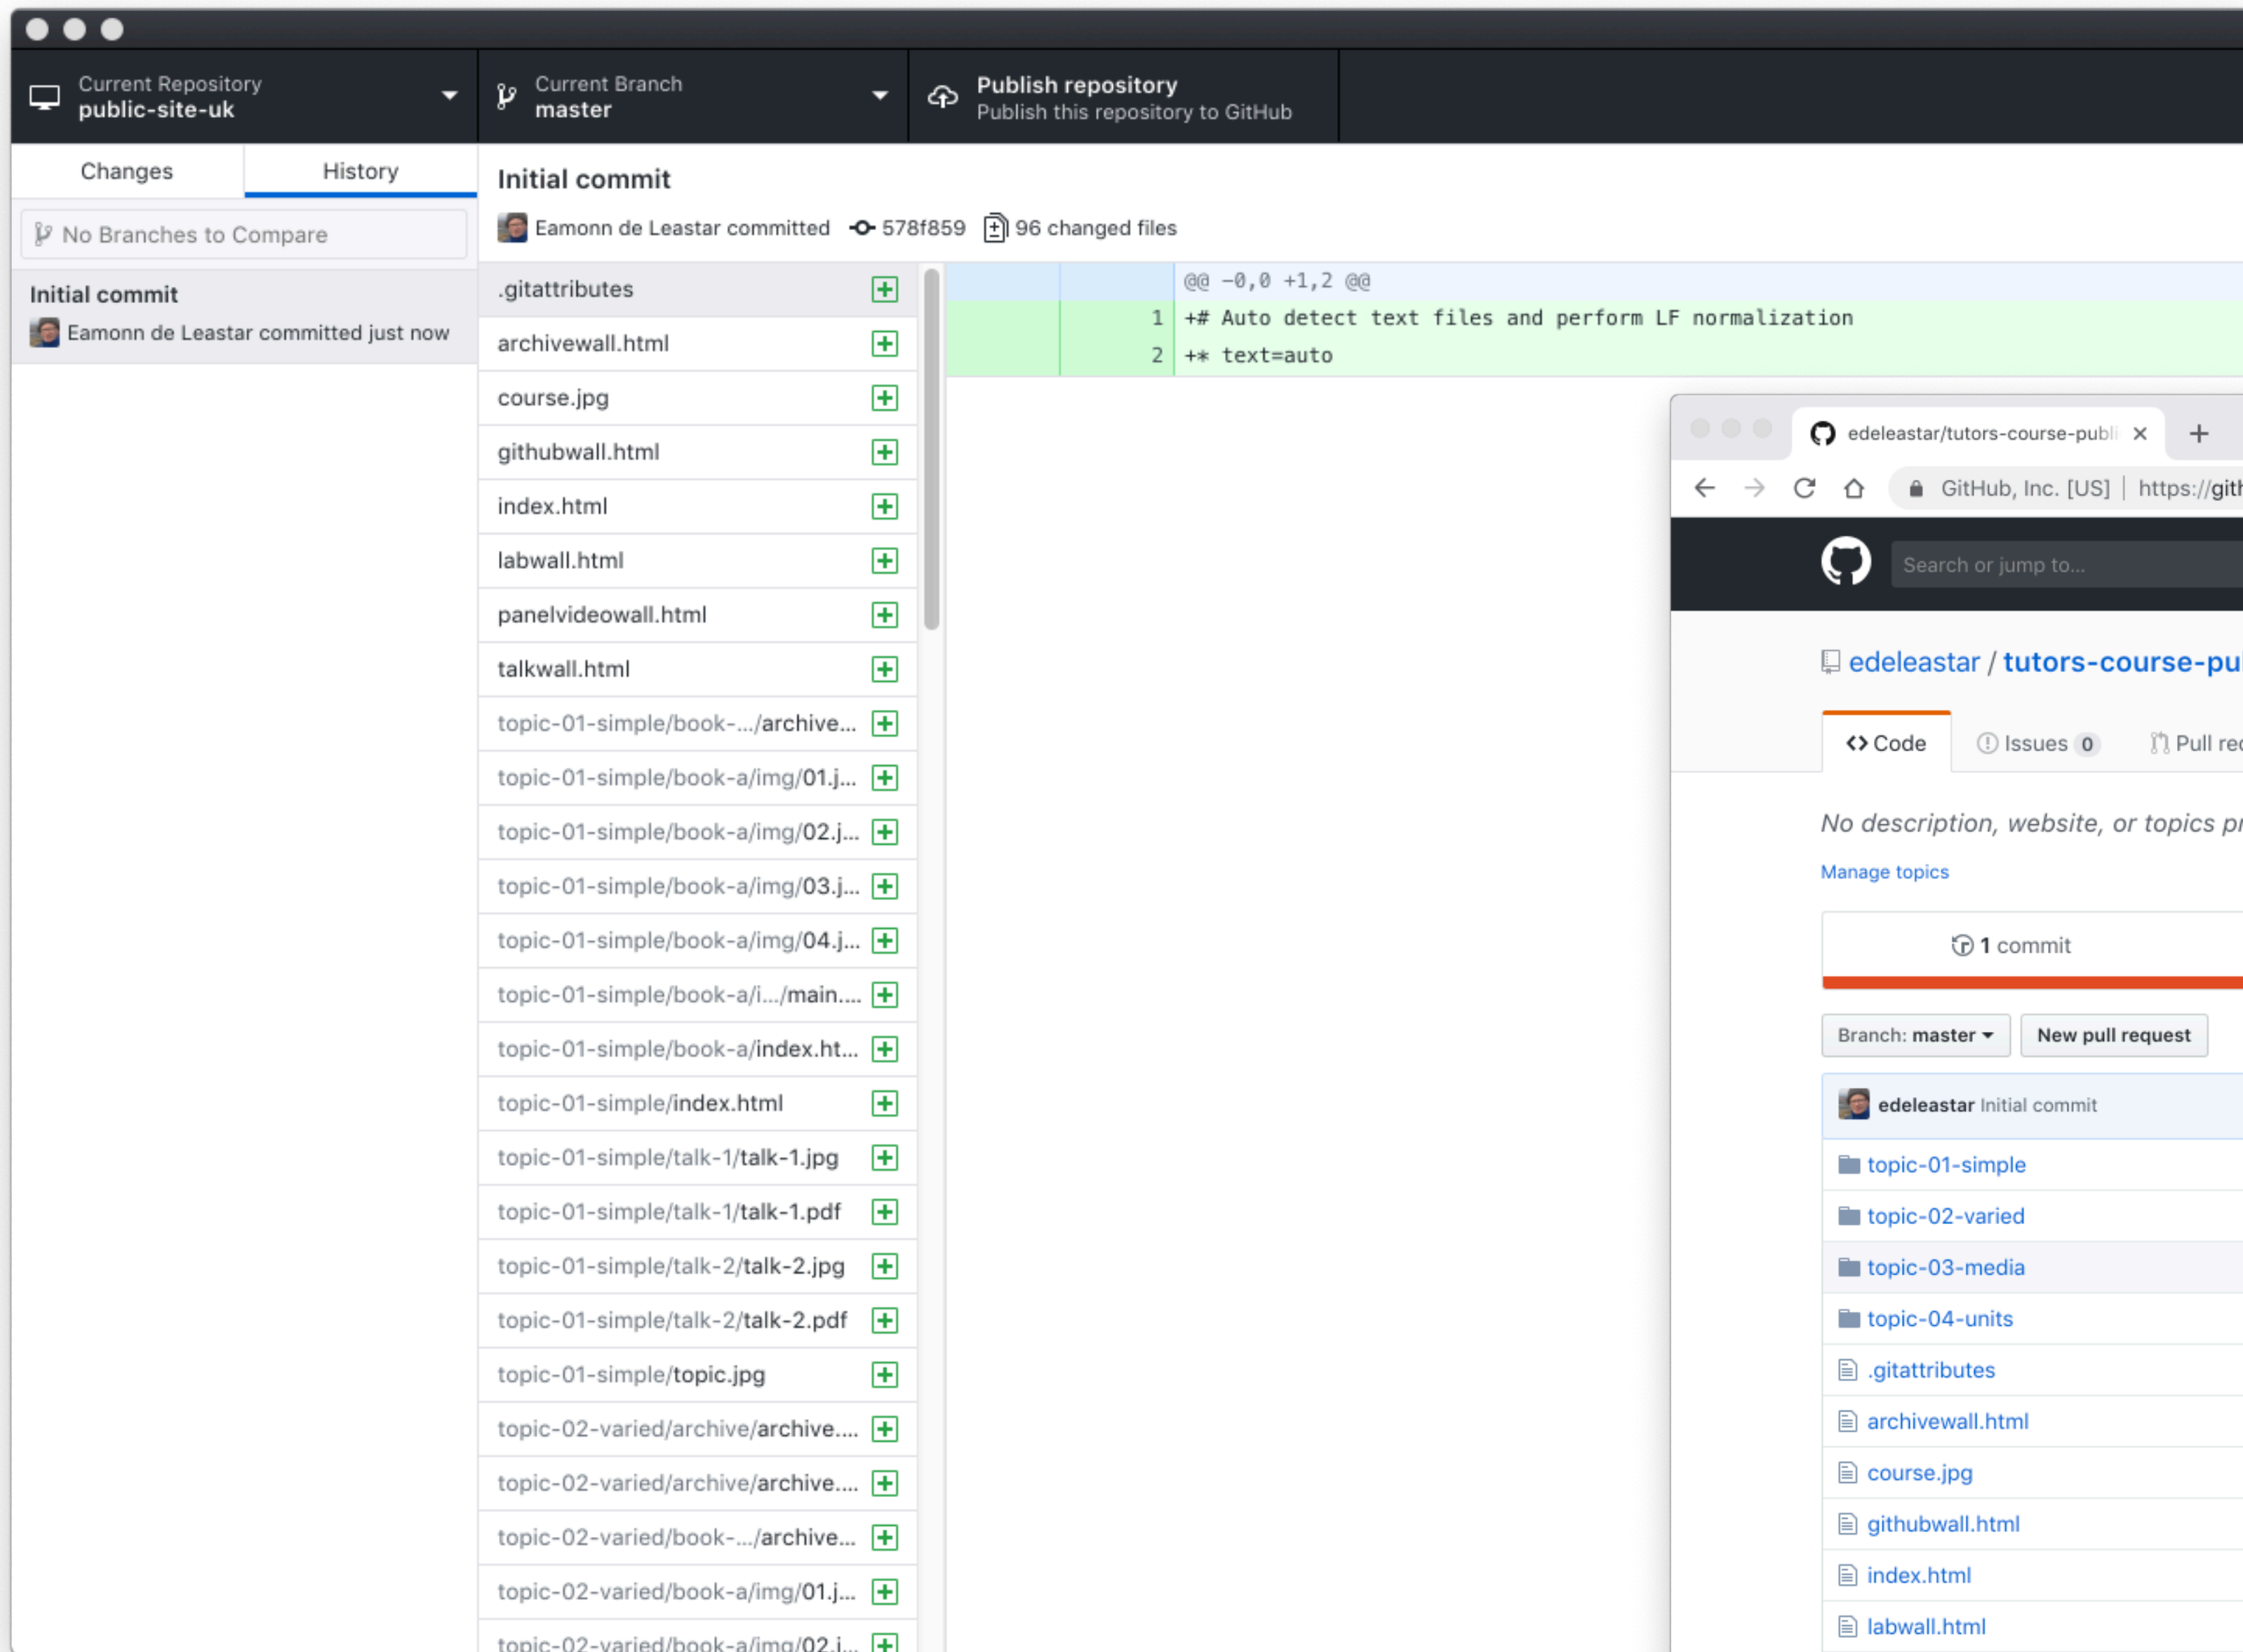 Current Repository
public-site-uk
Current Branch
master
Publish repository
Publish this repository to GitHub
Changes
History
No Branches to Compare
Initial commit
Eamonn de Leastar committed just now
Initial commit
Eamonn de Leastar committed 578f859 96 changed files
.gitattributes
archivewall.html
course.jpg
githubwall.html
index.html
labwall.html
panelvideowall.html
talkwall.html
topic-01-simple/book-.../archive...
topic-01-simple/book-a/img/01.j...
topic-01-simple/book-a/img/02.j...
topic-01-simple/book-a/img/03.j...
topic-01-simple/book-a/img/04.j...
topic-01-simple/book-a/i.../main....
topic-01-simple/book-a/index.ht...
topic-01-simple/index.html
topic-01-simple/talk-1/talk-1.jpg
topic-01-simple/talk-1/talk-1.pdf
topic-01-simple/talk-2/talk-2.jpg
topic-01-simple/talk-2/talk-2.pdf
topic-01-simple/topic.jpg
topic-02-varied/archive/archive....
topic-02-varied/archive/archive....
topic-02-varied/book-.../archive...
topic-02-varied/book-a/img/01.j...
topic-02-varied/book-a/img/02.j...
@@ -0,0 +1,2 @@
1 +# Auto detect text files and perform LF normalization
2 +* text=auto
edeleastar/tutors-course-publi
GitHub, Inc. [US] | https://gith
Search or jump to...
edeleastar / tutors-course-pu
Code
Issues 0
Pull rec
No description, website, or topics pr
Manage topics
1 commit
Branch: master
New pull request
edeleastar Initial commit
topic-01-simple
topic-02-varied
topic-03-media
topic-04-units
.gitattributes
archivewall.html
course.jpg
githubwall.html
index.html
labwall.html